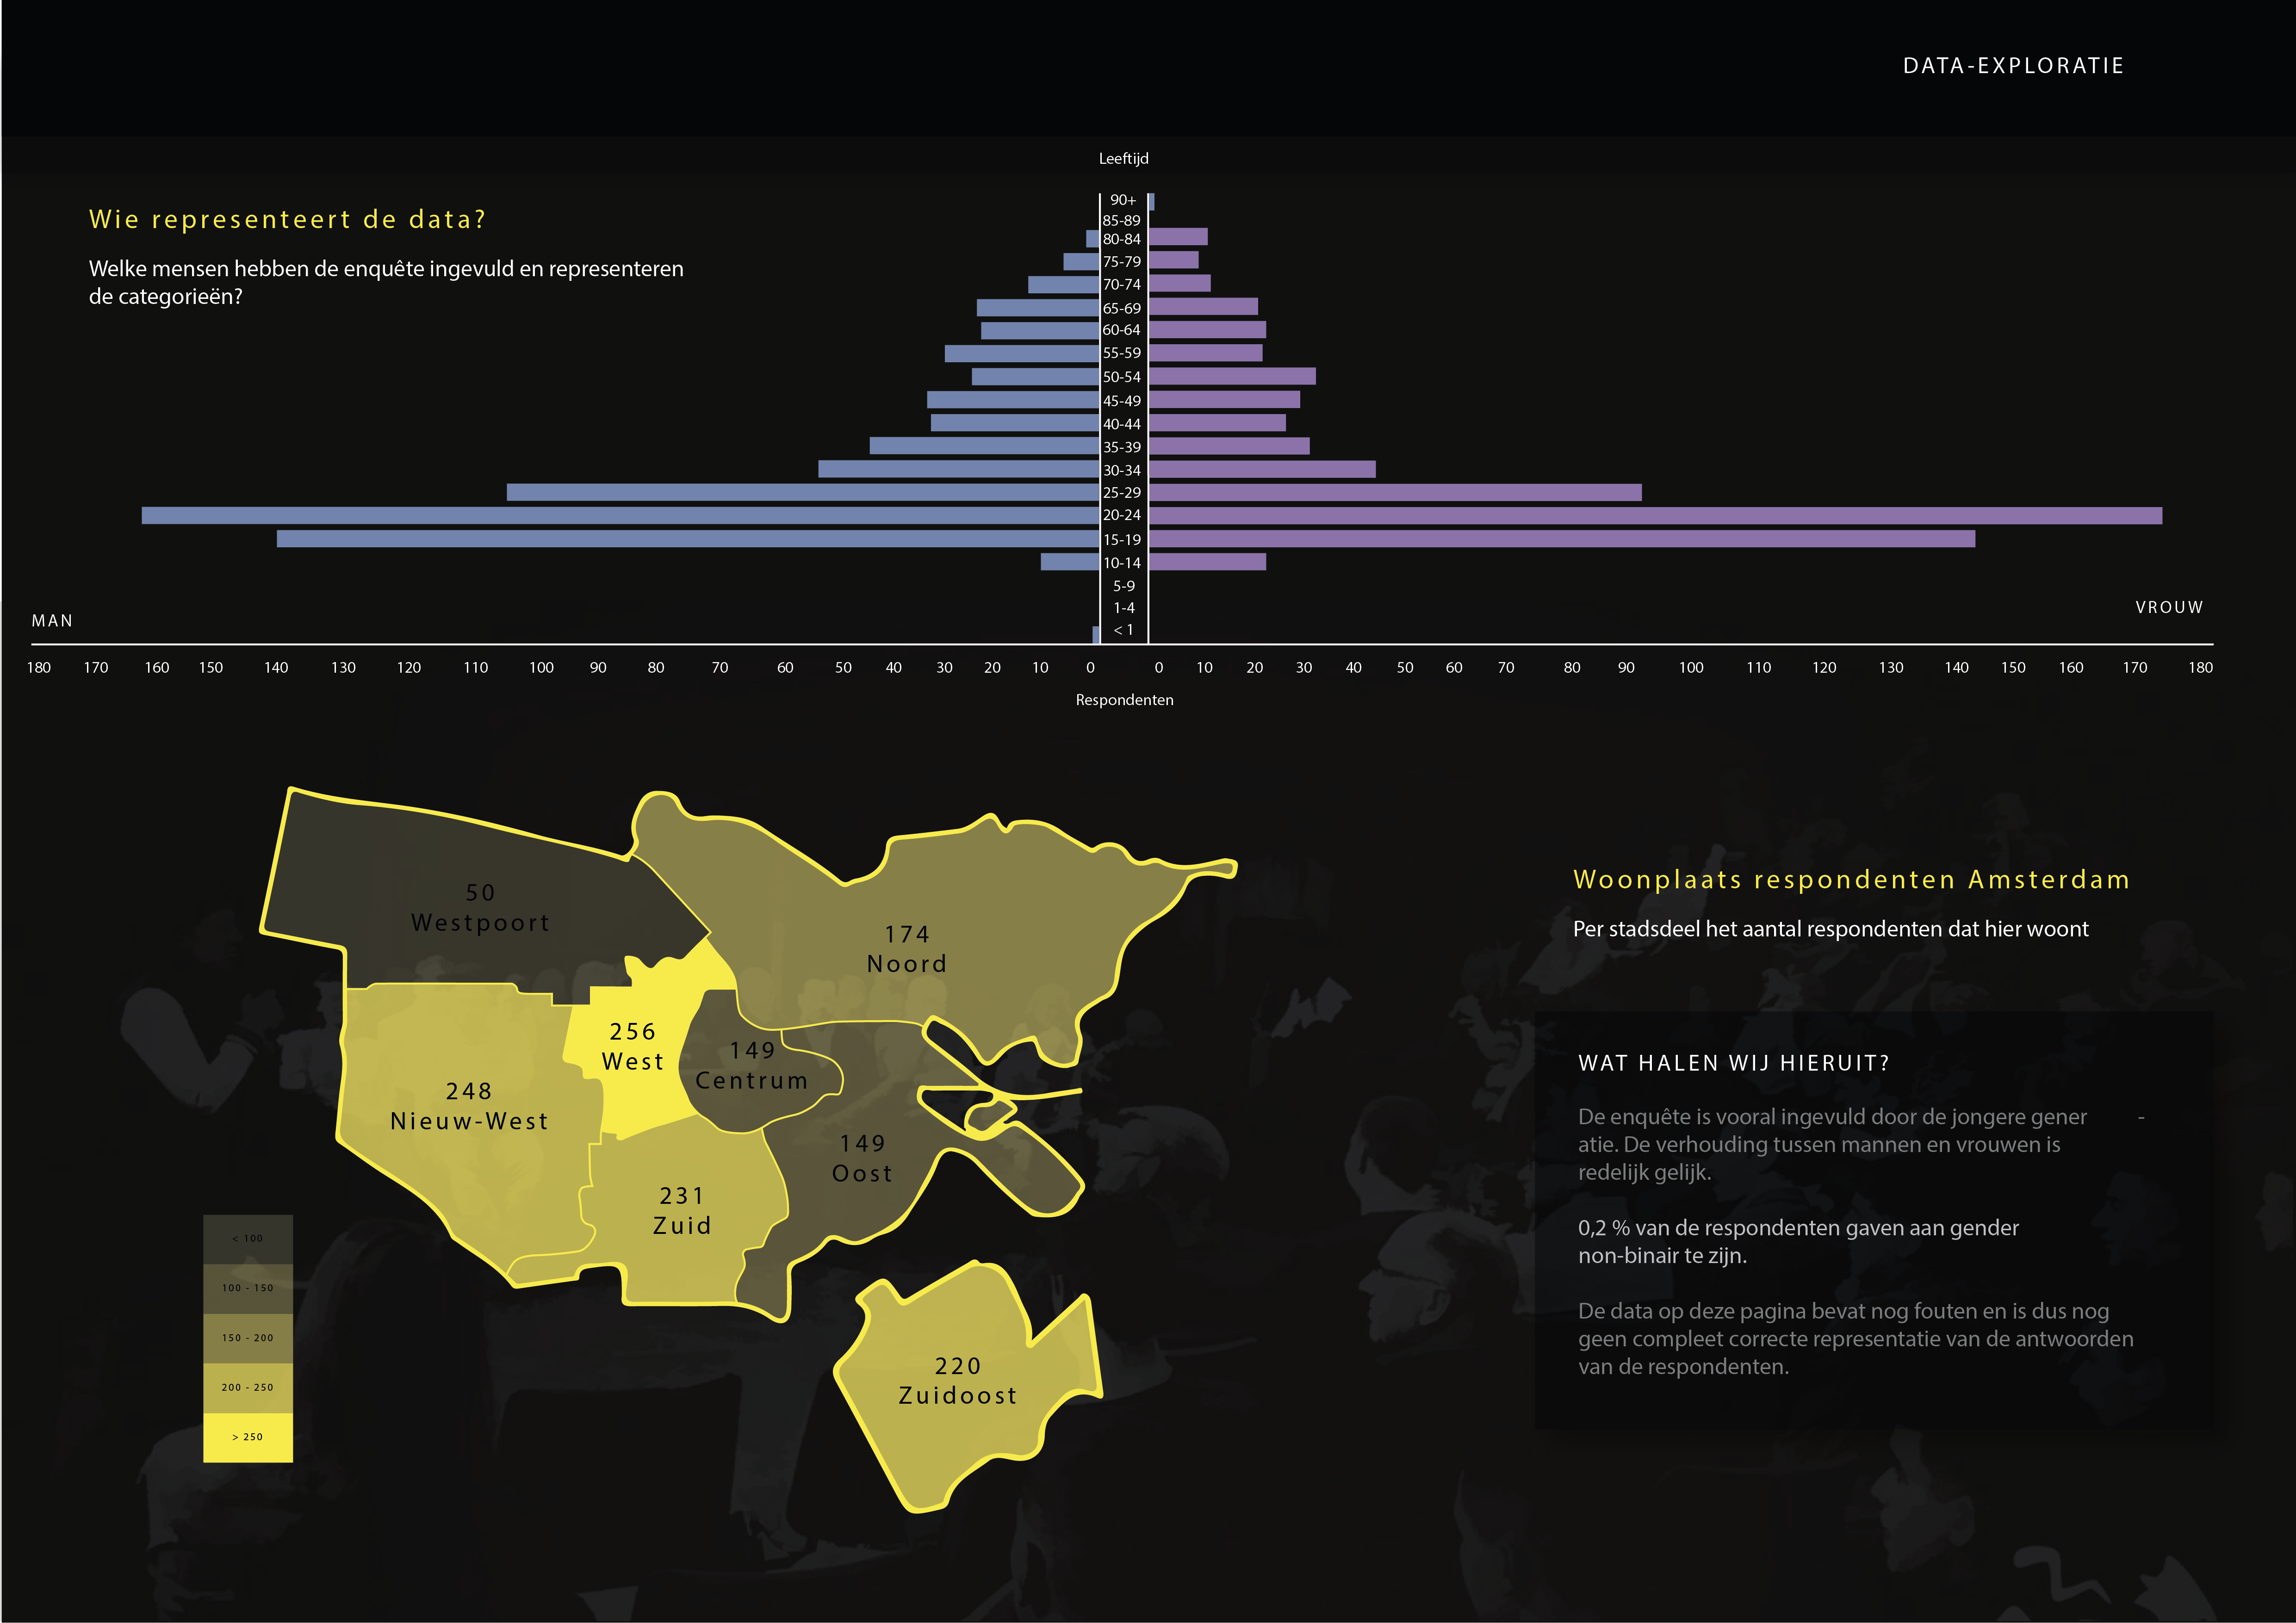 DATA-EXPLORATIE
Wie representeert de data?
Welke mensen hebben de enquête ingevuld en representeren
de categorieën?
Leeftijd
90+
85-89
80-84
75-79
70-74
65-69
60-64
55-59
50-54
45-49
40-44
35-39
30-34
25-29
20-24
15-19
10-14
5-9
1-4
< 1
MAN
VROUW
180 170 160 150 140 130 120 110 100 90 80 70 60 50 40 30 20 10 0 0 10 20 30 40 50 60 70 80 90 100 110 120 130 140 150 160 170 180
Respondenten
50
Westpoort
174
Noord
256
West
149
Centrum
248
Nieuw-West
149
Oost
231
Zuid
220
Zuidoost
< 100
100 - 150
150 - 200
200 - 250
> 250
Woonplaats respondenten Amsterdam
Per stadsdeel het aantal respondenten dat hier woont
WAT HALEN WIJ HIERUIT?
De enquête is vooral ingevuld door de jongere gener -
atie. De verhouding tussen mannen en vrouwen is
redelijk gelijk.
0,2 % van de respondenten gaven aan gender
non-binair te zijn.
De data op deze pagina bevat nog fouten en is dus nog
geen compleet correcte representatie van de antwoorden
van de respondenten.